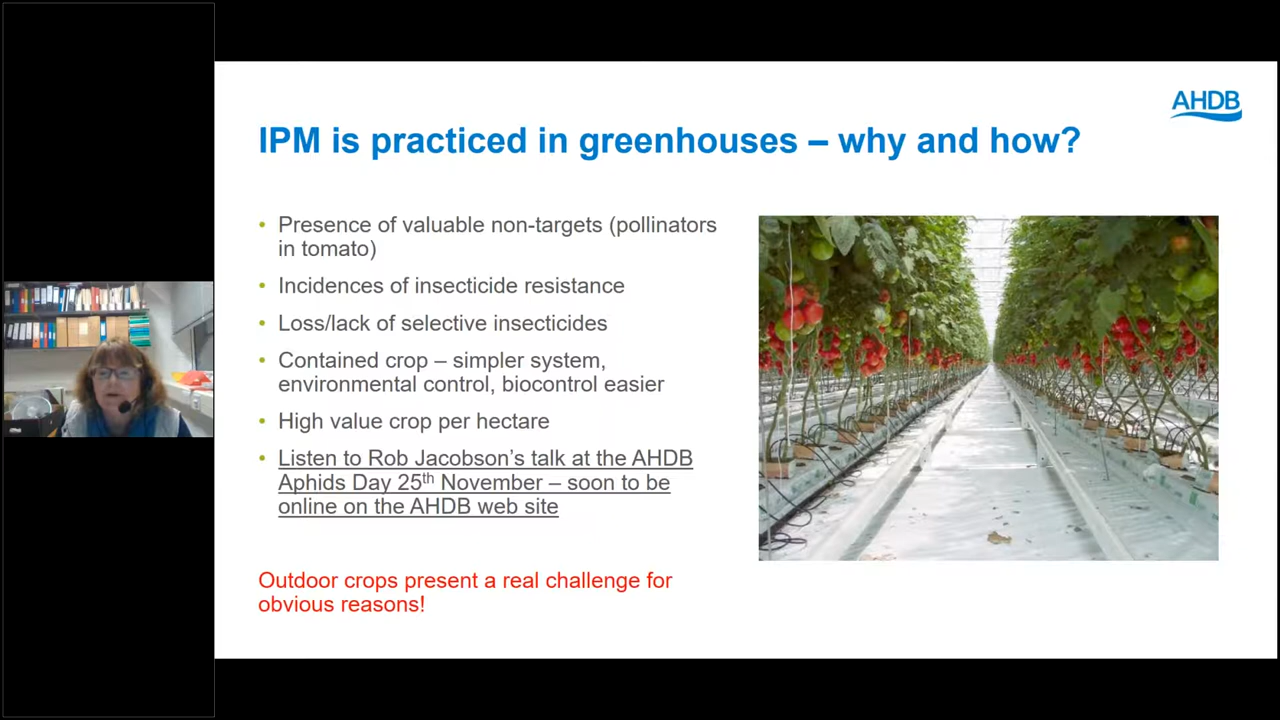 AHDB
IPM is practiced in greenhouses – why and how?
• Presence of valuable non-targets (pollinators
in tomato)
• Incidences of insecticide resistance
• Loss/lack of selective insecticides
• Contained crop – simpler system,
environmental control, biocontrol easier
• High value crop per hectare
• Listen to Rob Jacobson’s talk at the AHDB
Aphids Day 25th November – soon to be
online on the AHDB web site
Outdoor crops present a real challenge for
obvious reasons!